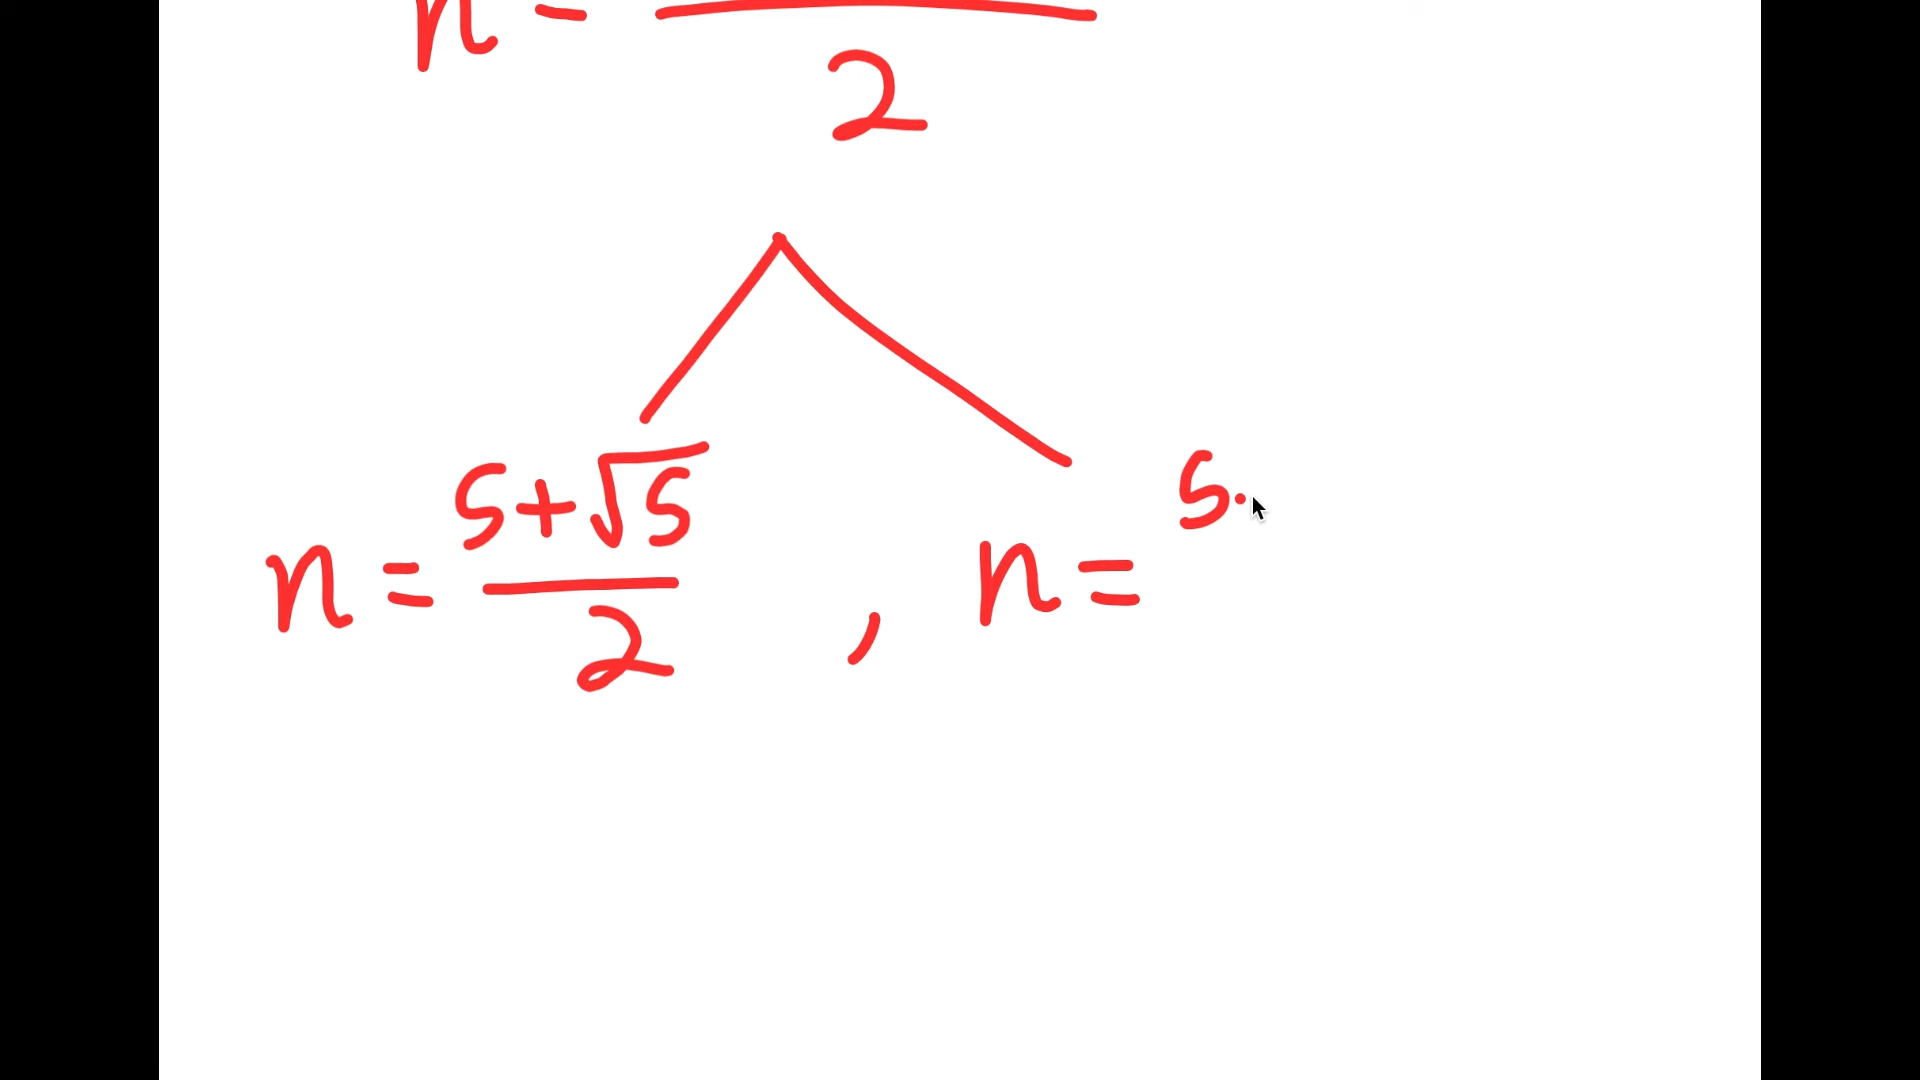 n =
2
n = 5+√5 / 2 , n = 5